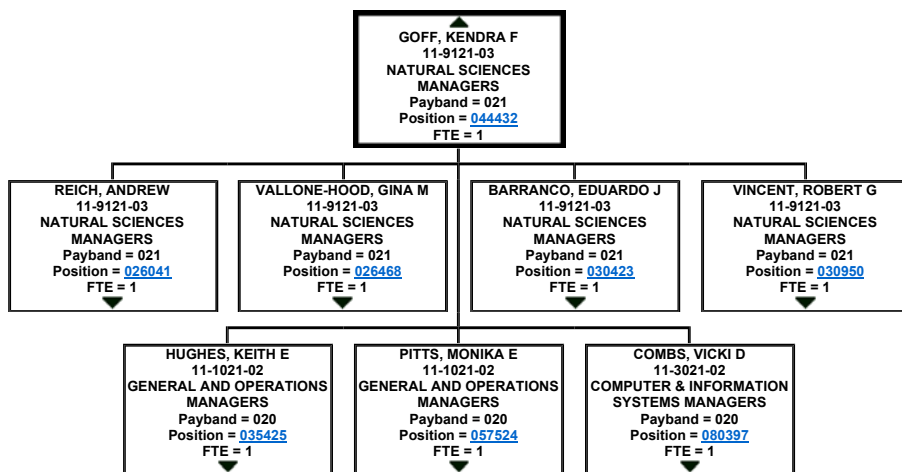 GOFF, KENDRA F
11-9121-03
NATURAL SCIENCES
MANAGERS
Payband = 021
Position = 044432
FTE = 1
REICH, ANDREW
11-9121-03
NATURAL SCIENCES
MANAGERS
Payband = 021
Position = 026041
FTE = 1
VALLONE-HOOD, GINA M
11-9121-03
NATURAL SCIENCES
MANAGERS
Payband = 021
Position = 026468
FTE = 1
BARRANCO, EDUARDO J
11-9121-03
NATURAL SCIENCES
MANAGERS
Payband = 021
Position = 030423
FTE = 1
VINCENT, ROBERT G
11-9121-03
NATURAL SCIENCES
MANAGERS
Payband = 021
Position = 030950
FTE = 1
HUGHES, KEITH E
11-1021-02
GENERAL AND OPERATIONS
MANAGERS
Payband = 020
Position = 035425
FTE = 1
PITTS, MONIKA E
11-1021-02
GENERAL AND OPERATIONS
MANAGERS
Payband = 020
Position = 057524
FTE = 1
COMBS, VICKI D
11-3021-02
COMPUTER & INFORMATION
SYSTEMS MANAGERS
Payband = 020
Position = 080397
FTE = 1